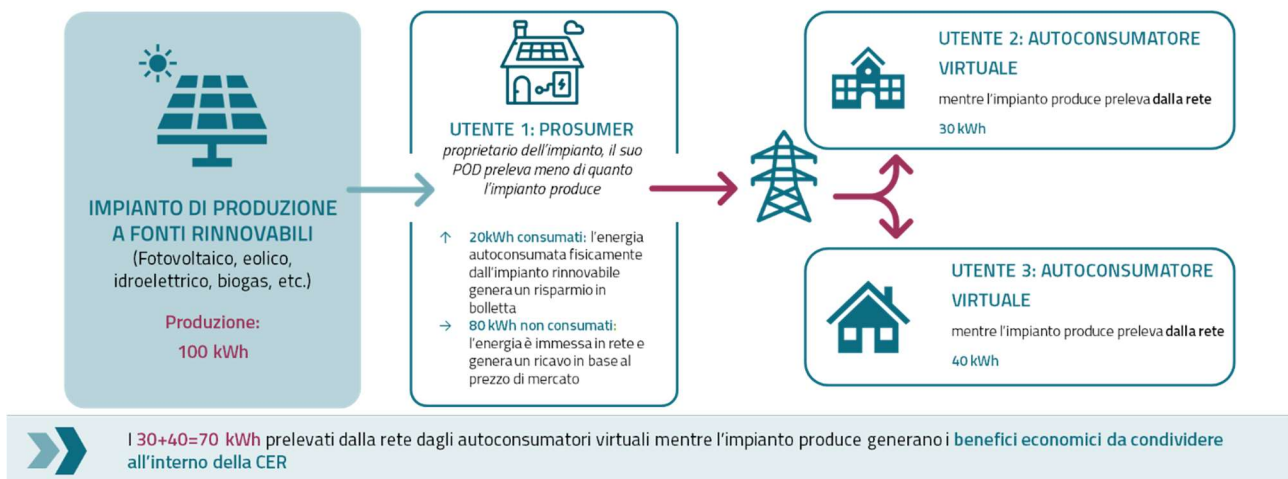 IMPIANTO DI PRODUZIONE
A FONTI RINNOVABILI
(Fotovoltaico, eolico,
idroelettrico, biogas, etc.)
Produzione:
100 kWh
UTENTE 1: PROSUMER
proprietario dell'impianto, il suo
POD preleva meno di quanto
l'impianto produce
↑ 20kWh consumati: l'energia
autoconsumata fisicamente
dall'impianto rinnovabile
genera un risparmio in
bolletta
→ 80 kWh non consumati:
l'energia è immessa in rete e
genera un ricavo in base al
prezzo di mercato
UTENTE 2: AUTOCONSUMATORE
VIRTUALE
mentre l'impianto produce preleva dalla rete
30 kWh
UTENTE 3: AUTOCONSUMATORE
VIRTUALE
mentre l'impianto produce preleva dalla rete
40 kWh
I 30+40=70 kWh prelevati dalla rete dagli autoconsumatori virtuali mentre l'impianto produce generano i benefici economici da condividere
all'interno della CER